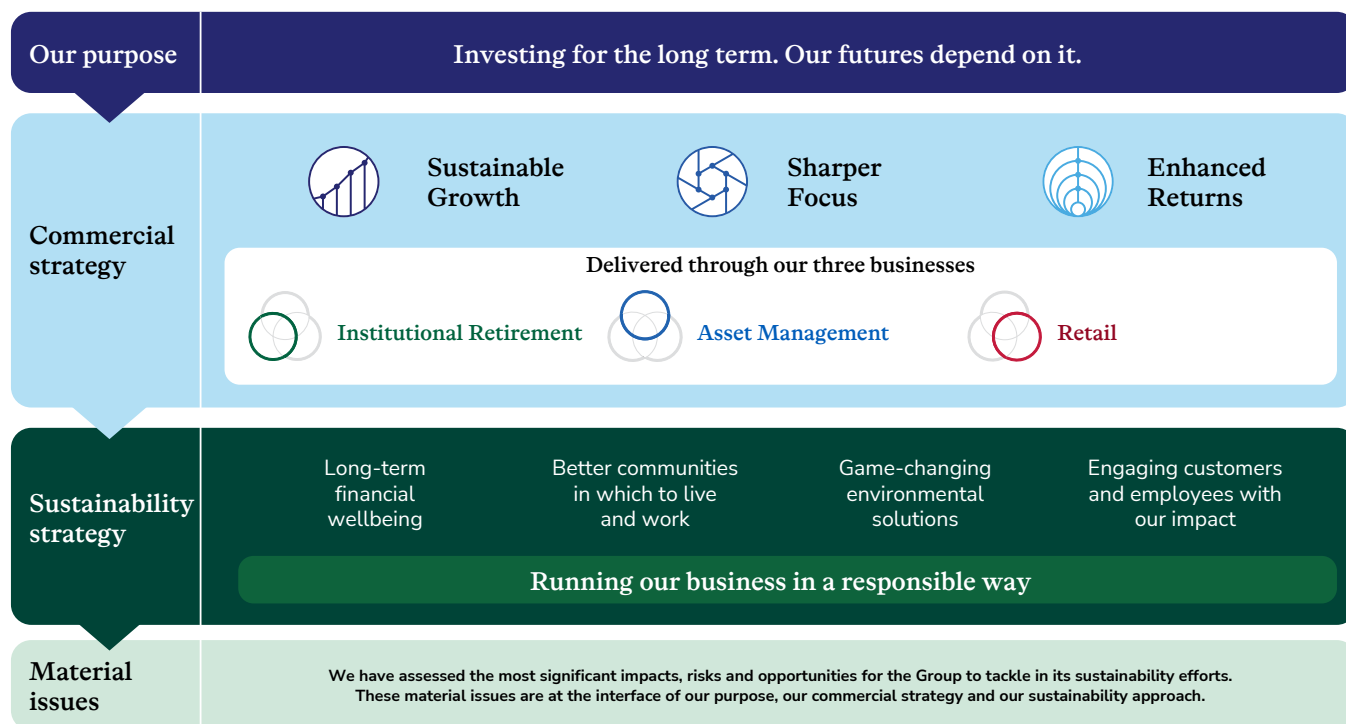 Our purpose
Investing for the long term. Our futures depend on it.
Commercial
strategy
Sustainable
Growth
Sharper
Focus
Enhanced
Returns
Delivered through our three businesses
Institutional Retirement
Asset Management
Retail
Sustainability
strategy
Long-term
financial
wellbeing
Better communities
in which to live
and work
Game-changing
environmental
solutions
Engaging customers
and employees with
our impact
Running our business in a responsible way
Material
issues
We have assessed the most significant impacts, risks and opportunities for the Group to tackle in its sustainability efforts.
These material issues are at the interface of our purpose, our commercial strategy and our sustainability approach.